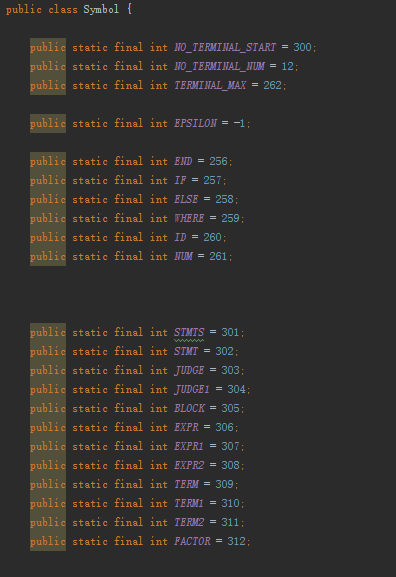 public class Symbol {
public static final int NO_TERMINAL_START = 300;
public static final int NO_TERMINAL_NUM = 12;
public static final int TERMINAL_MAX = 262;
public static final int EPSILON = -1;
public static final int END = 256;
public static final int IF = 257;
public static final int ELSE = 258;
public static final int WHERE = 259;
public static final int ID = 260;
public static final int NUM = 261;
public static final int STMTS = 301;
public static final int STMT = 302;
public static final int JUDGE = 303;
public static final int JUDGE1 = 304;
public static final int BLOCK = 305;
public static final int EXPR = 306;
public static final int EXPR1 = 307;
public static final int EXPR2 = 308;
public static final int TERM = 309;
public static final int TERM1 = 310;
public static final int TERM2 = 311;
public static final int FACTOR = 312;